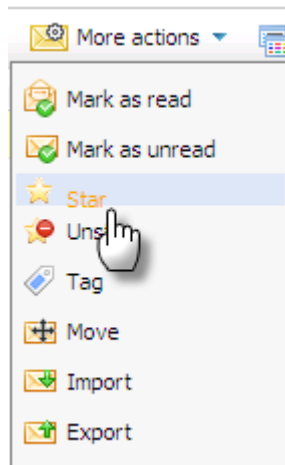 More actions
Mark as read
Mark as unread
Star
Tag
Move
Import
Export